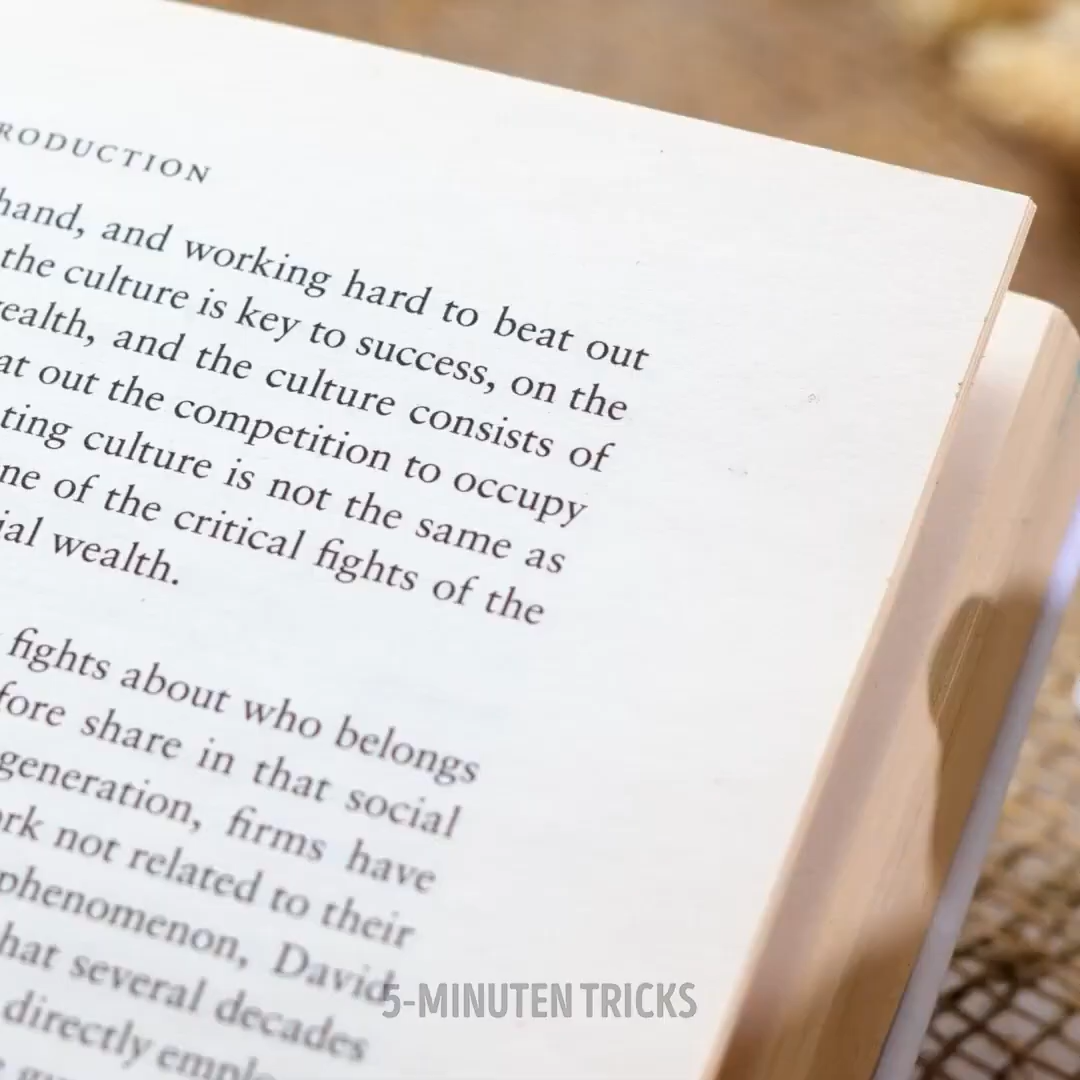 RODUCTION
hand, and working hard to beat out
the culture is key to success, on the
ealth, and the culture consists of
at out the competition to occupy
ting culture is not the same as
ne of the critical fights of the
ial wealth.
fights about who belongs
fore share in that social
generation, firms have
rk not related to their
phenomenon, David
hat several decades
directly emplo
5-MINUTEN TRICKS